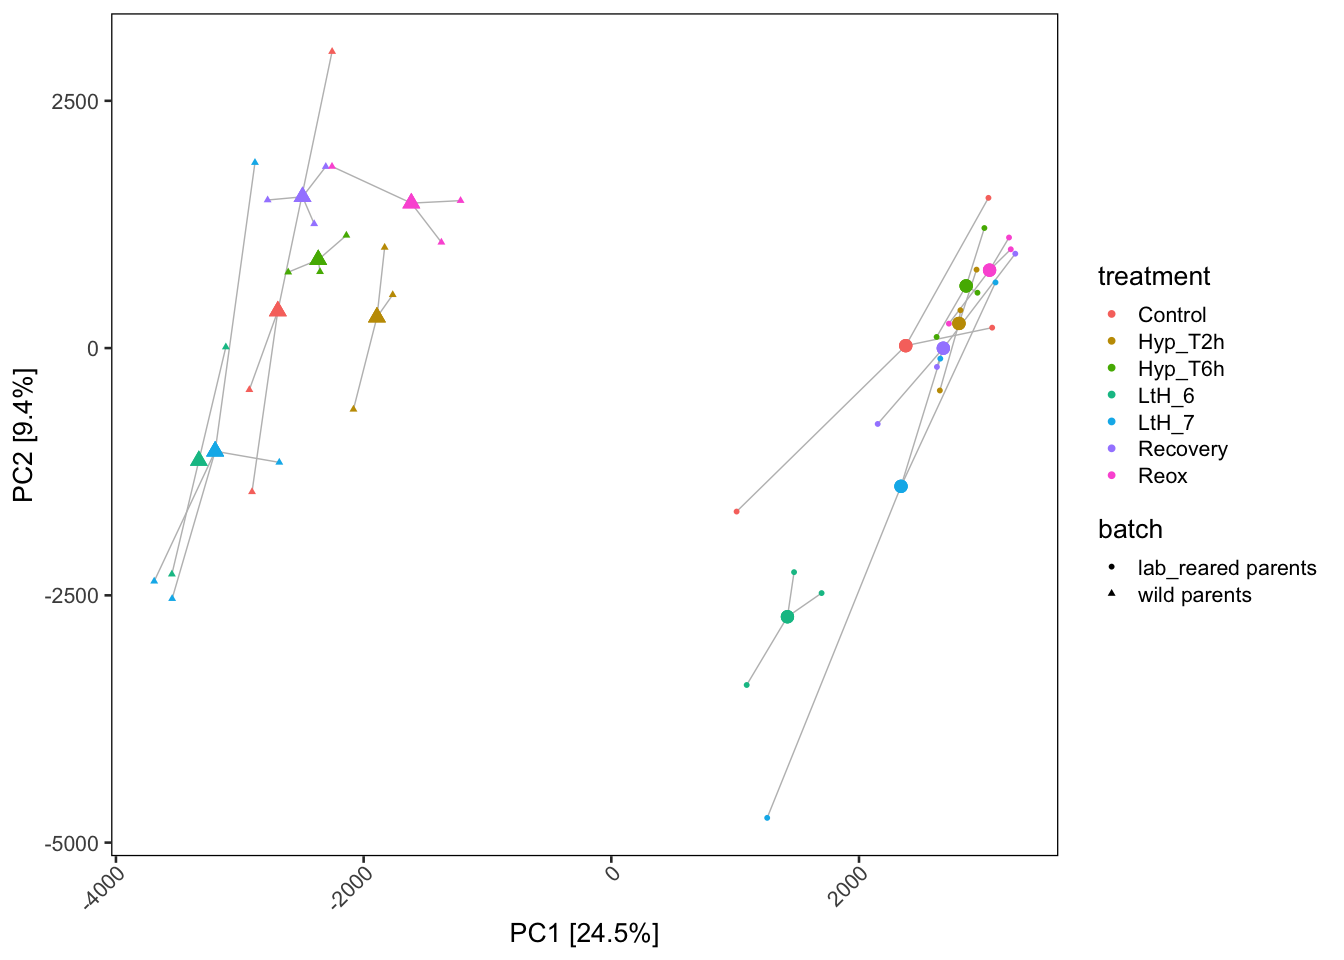 2500
0
-2500
-5000
-4000
-2000
0
2000
PC1 [24.5%]
PC2 [9.4%]
treatment
Control
Hyp_T2h
Hyp_T6h
LtH_6
LtH_7
Recovery
Reox
batch
lab_reared parents
wild parents